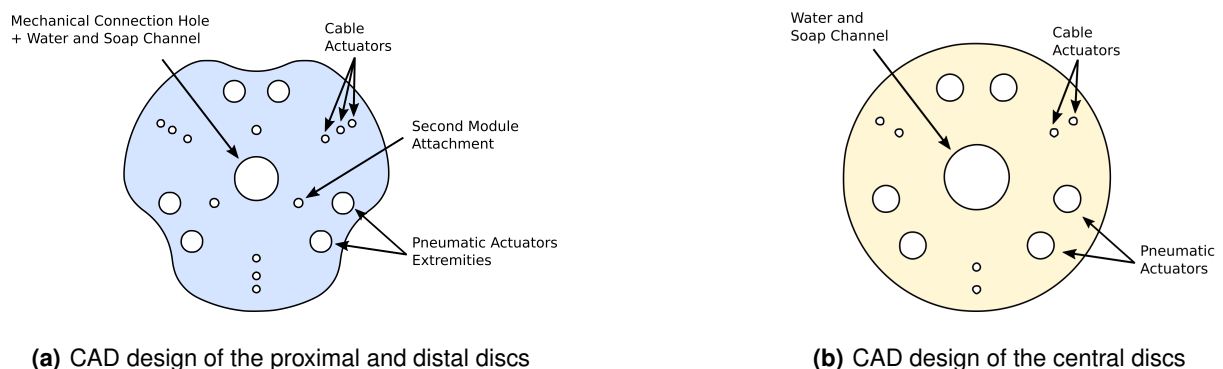 Mechanical Connection Hole
+ Water and Soap Channel
Cable
Actuators
Second Module
Attachment
Pneumatic Actuators
Extremities
(a) CAD design of the proximal and distal discs
Water and
Soap Channel
Cable
Actuators
Pneumatic
Actuators
(b) CAD design of the central discs